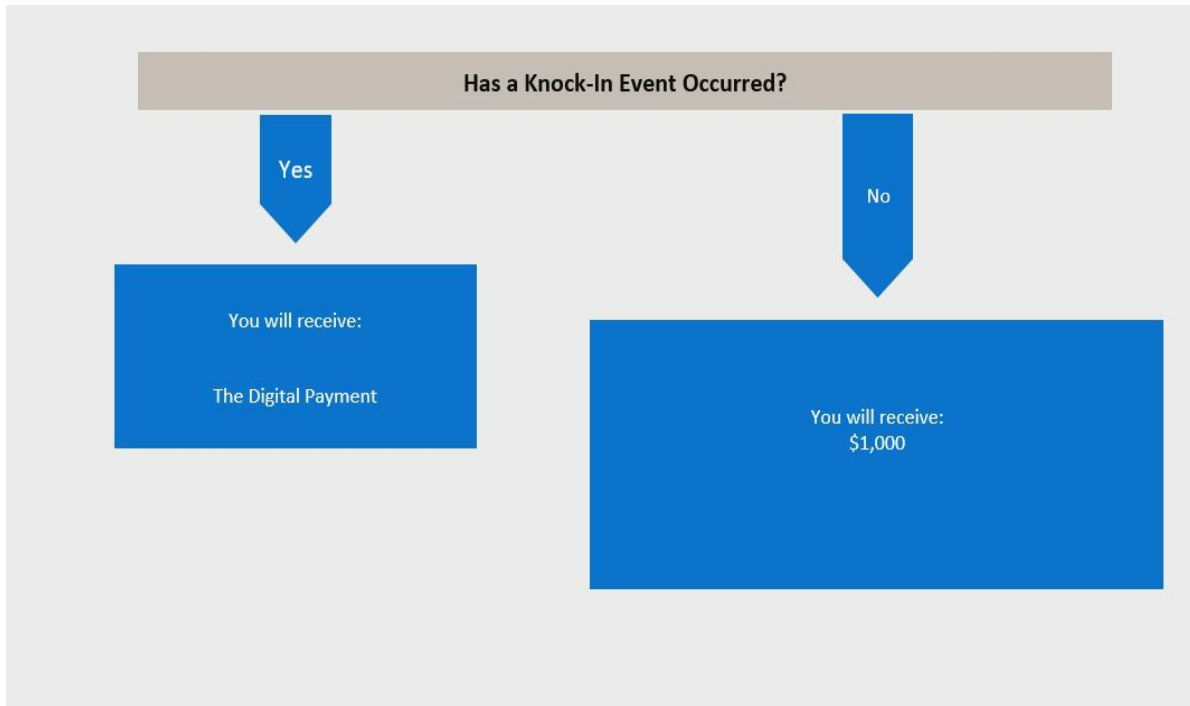 Has a Knock-In Event Occurred?
Yes
No
You will receive:
The Digital Payment
You will receive:
$1,000